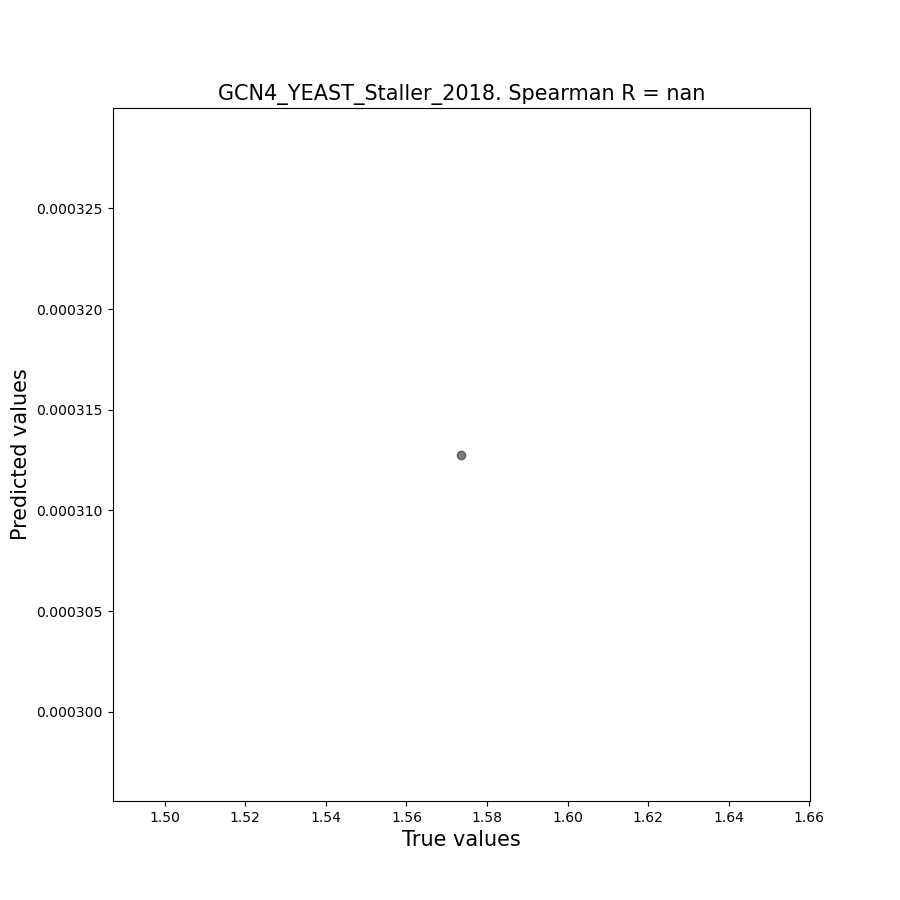 GCN4_YEAST_Staller_2018. Spearman R = nan
Predicted values
0.000325
0.000320
0.000315
0.000310
0.000305
0.000300
1.50 1.52 1.54 1.56 1.58 1.60 1.62 1.64 1.66
True values